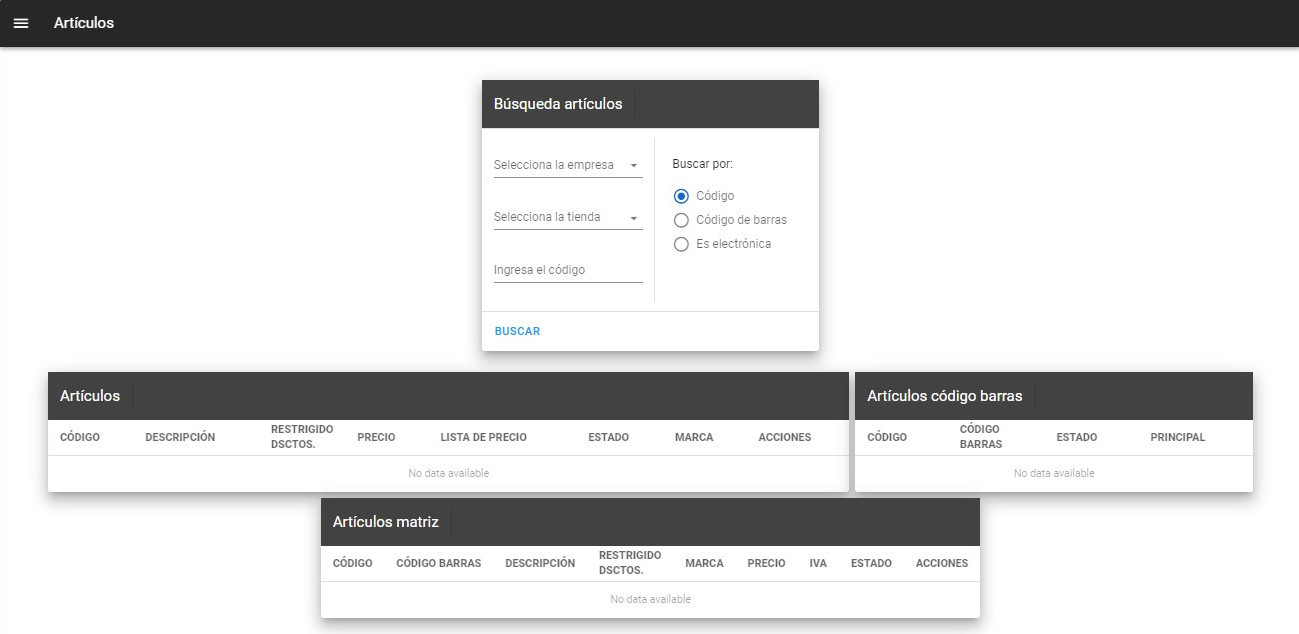 Artículos
Búsqueda artículos
Selecciona la empresa
Selecciona la tienda
Ingresa el código
Buscar por:
Código
Código de barras
Es electrónica
BUSCAR
Artículos
CÓDIGO DESCRIPCIÓN RESTRIGIDO DSCTOS. PRECIO LISTA DE PRECIO ESTADO MARCA ACCIONES
No data available
Artículos código barras
CÓDIGO CÓDIGO BARRAS ESTADO PRINCIPAL
No data available
Artículos matriz
CÓDIGO CÓDIGO BARRAS DESCRIPCIÓN RESTRIGIDO DSCTOS. MARCA PRECIO IVA ESTADO ACCIONES
No data available